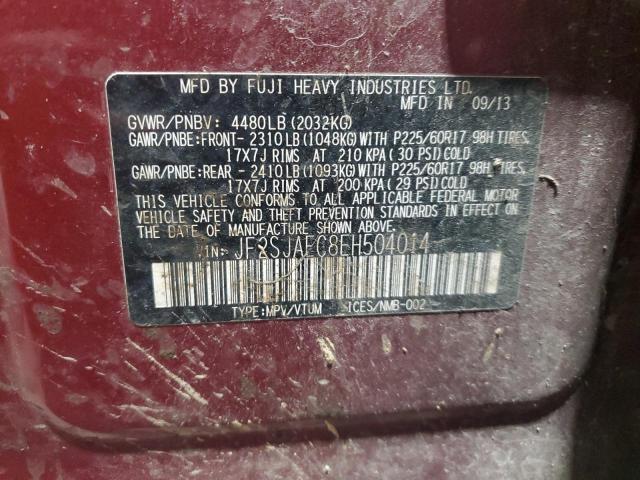 MFD BY FUJI HEAVY INDUSTRIES LTD.
MFD IN 09/13
GVWR/PNBV: 4480LB (2032KG)
GAWR/PNBE:FRONT- 2310LB(1048KG) WITH P225/60R17 98H TIRES,
17X7J RIMS AT 210 KPA (30 PSI) COLD
GAWR/PNBE:REAR - 2410LB(1093KG) WITH P225/60R17 98H TIRES,
17X7J RIMS AT 200 KPA (29 PSI) COLD
THIS VEHICLE CONFORMS TO ALL APPLICABLE FEDERAL MOTOR
VEHICLE SAFETY AND THEFT PREVENTION STANDARDS IN EFFECT
ON THE DATE OF MANUFACTURE SHOWN ABOVE.
VIN: JF2SJAEC8EH504014
TYPE:MPV/VTUM ICES/NMB-002